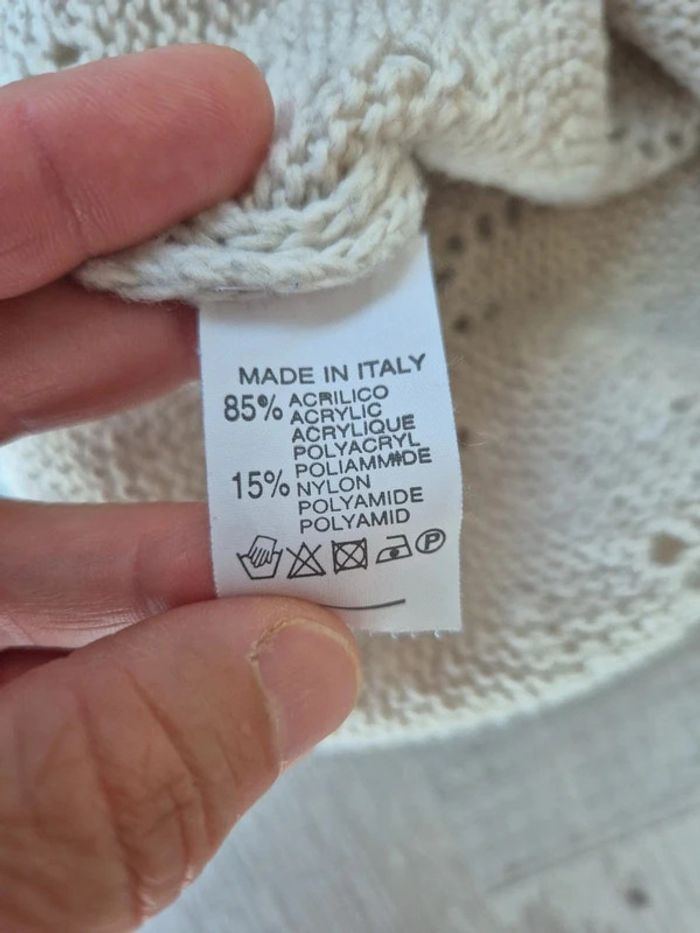 MADE IN ITALY
85% ACRILICO
ACRYLIC
ACRYLIQUE
POLYACRYL
15% POLIAMMIDE
NYLON
POLYAMIDE
POLYAMID
P